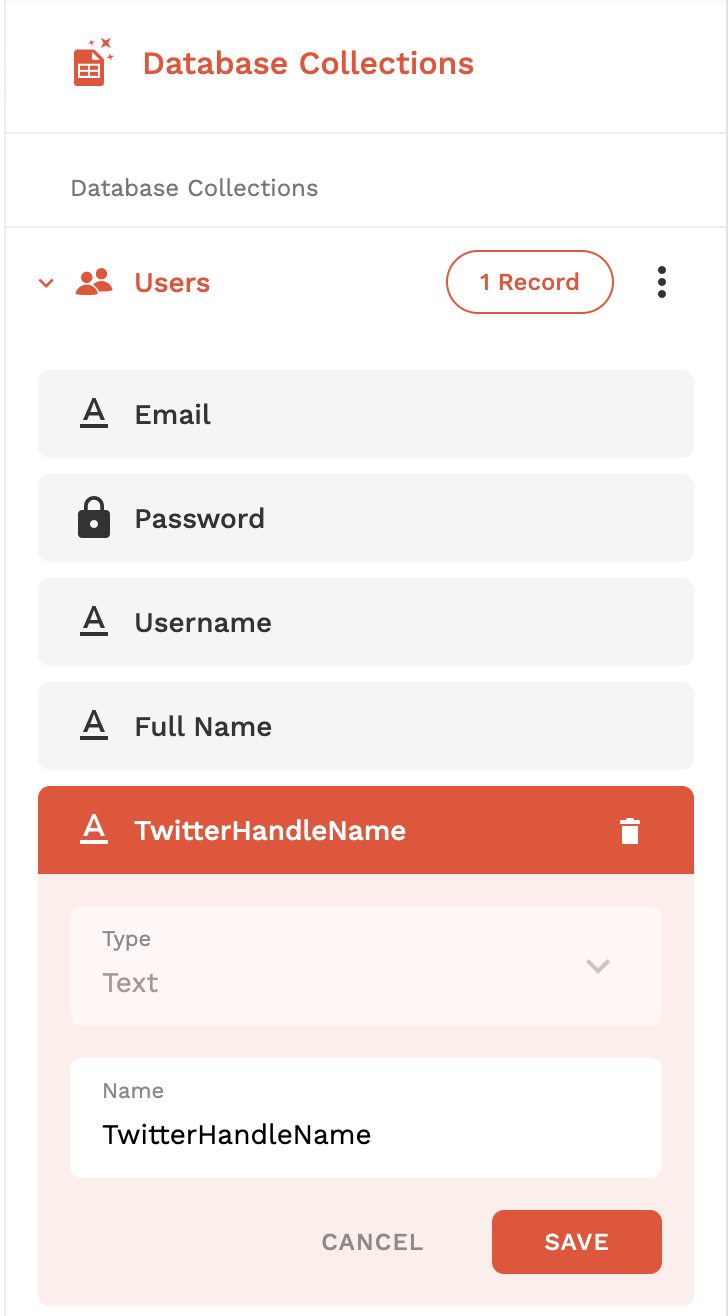 Database Collections
Database Collections
Users
1 Record
Email
Password
Username
Full Name
TwitterHandleName
Type
Text
Name
TwitterHandleName
CANCEL
SAVE